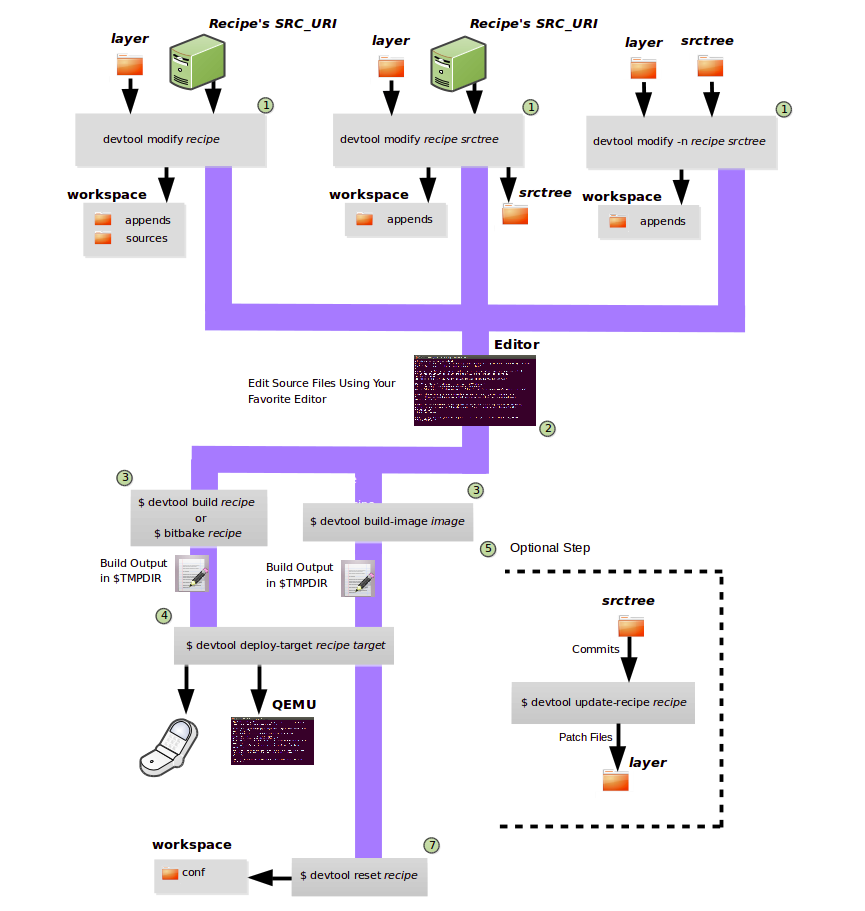 Recipe's SRC_URI
layer
1
devtool modify recipe
workspace
appends
sources
Recipe's SRC_URI
layer
1
devtool modify recipe srctree
workspace
appends
srctree
layer
srctree
1
devtool modify -n recipe srctree
workspace
appends
Editor
Edit Source Files Using Your
Favorite Editor
2
3
$ devtool build recipe
or
$ bitbake recipe
Build Output
in $TMPDIR
3
$ devtool build-image image
Build Output
in $TMPDIR
4
$ devtool deploy-target recipe target
QEMU
5
Optional Step
srctree
Commits
$ devtool update-recipe recipe
Patch Files
layer
7
$ devtool reset recipe
workspace
conf